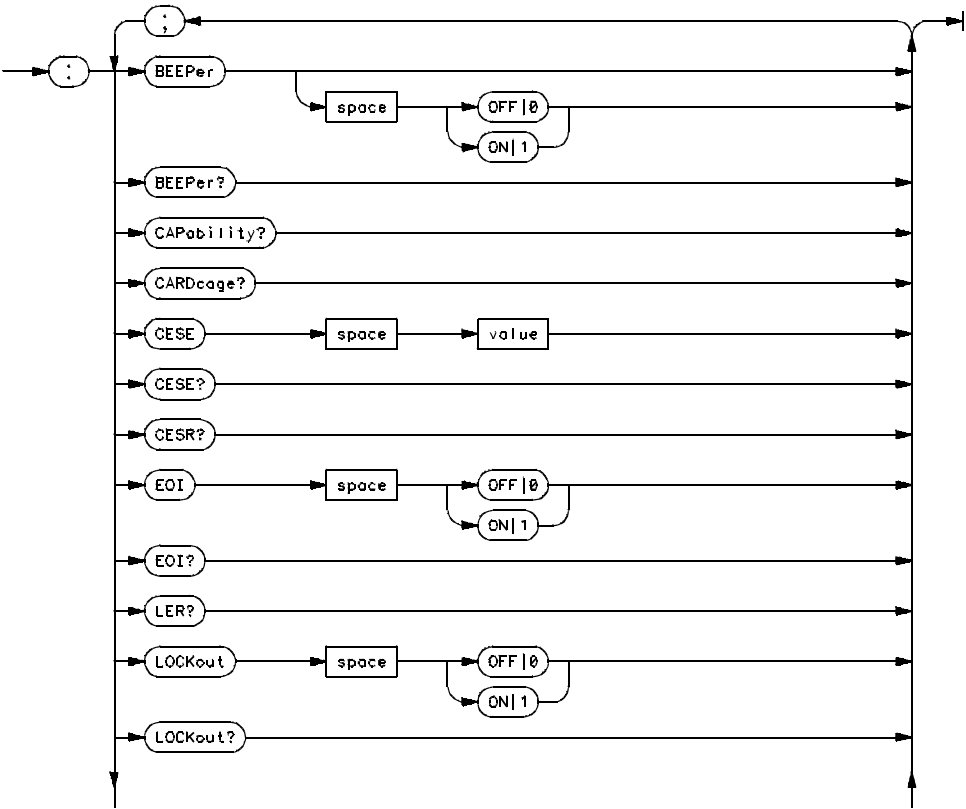 ;
: BEEPer
space OFF|0
ON|1
BEEPer?
CAPability?
CARDcage?
CESE space value
CESE?
CESR?
EOI space OFF|0
ON|1
EOI?
LER?
LOCKout space OFF|0
ON|1
LOCKout?